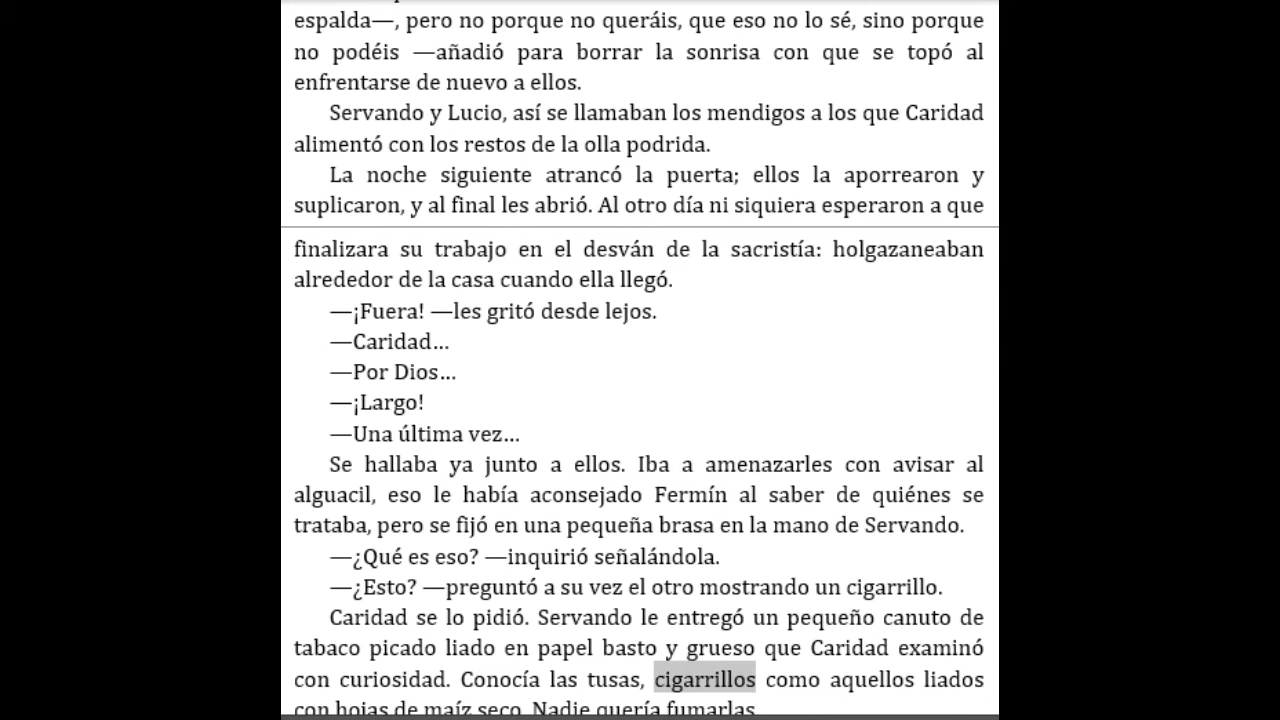 espalda—, pero no porque no queráis, que eso no lo sé, sino porque
no podéis —añadió para borrar la sonrisa con que se topó al
enfrentarse de nuevo a ellos.
Servando y Lucio, así se llamaban los mendigos a los que Caridad
alimentó con los restos de la olla podrida.
La noche siguiente atrancó la puerta; ellos la aporrearon y
suplicaron, y al final les abrió. Al otro día ni siquiera esperaron a que
finalizara su trabajo en el desván de la sacristía: holgazaneaban
alrededor de la casa cuando ella llegó.
—¡Fuera! —les gritó desde lejos.
—Caridad...
—Por Dios...
—¡Largo!
—Una última vez...
Se hallaba ya junto a ellos. Iba a amenazarles con avisar al
alguacil, eso le había aconsejado Fermín al saber de quiénes se
trataba, pero se fijó en una pequeña brasa en la mano de Servando.
—¿Qué es eso? —inquirió señalándola.
—¿Esto? —preguntó a su vez el otro mostrando un cigarrillo.
Caridad se lo pidió. Servando le entregó un pequeño canuto de
tabaco picado liado en papel basto y grueso que Caridad examinó
con curiosidad. Conocía las tusas, cigarrillos como aquellos liados
con hojas de maíz seco. Nadie quería fumarlas